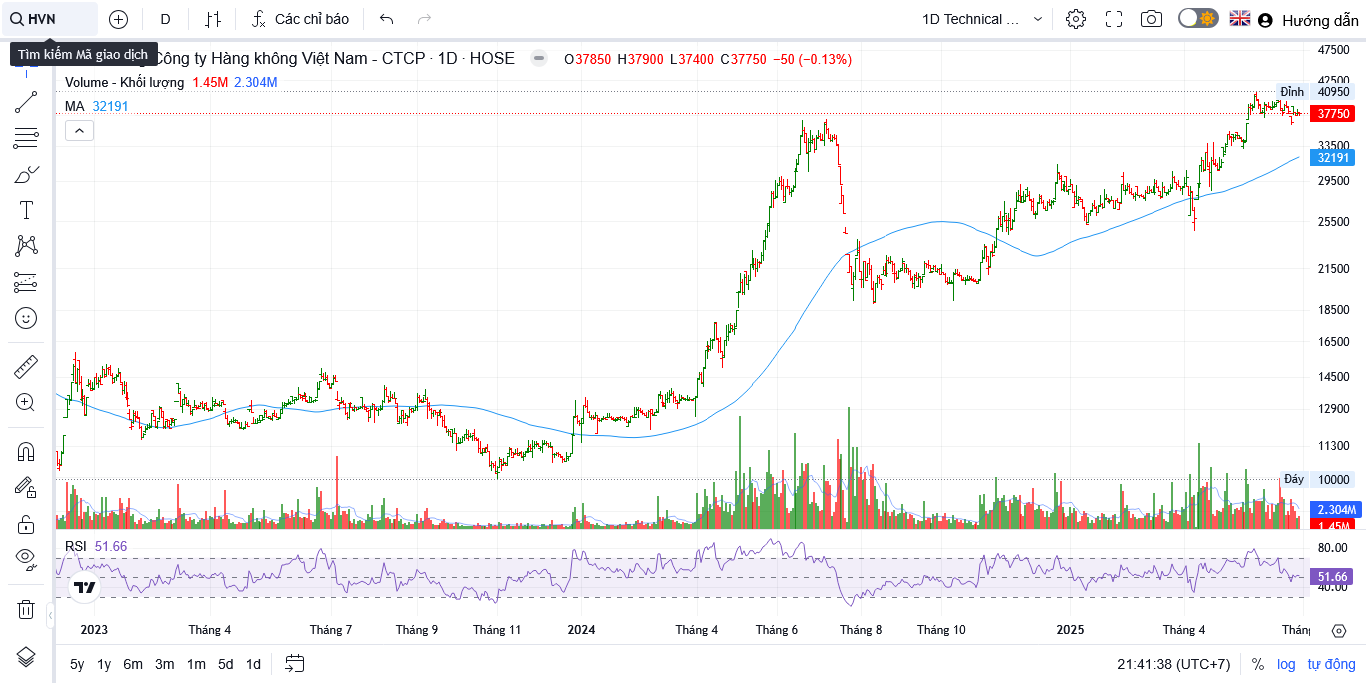 HVN D Các chỉ báo 1D Technical ... Hướng dẫn
Tìm kiếm Mã giao dịch
Công ty Hàng không Việt Nam - CTCP · 1D · HOSE O37850 H37900 L37400 C37750 −50 (−0.13%)
Volume - Khối lượng 1.45M 2.304M
MA 32191
47500
42500
Đỉnh 40950
37750
33500
32191
29500
25500
21500
18500
16500
14500
12900
11300
Đáy 10000
2.304M
1.45M
RSI 51.66
80.00
51.66
40.00
2023 Tháng 4 Tháng 7 Tháng 9 Tháng 11 2024 Tháng 4 Tháng 6 Tháng 8 Tháng 10 2025 Tháng 4
5y 1y 6m 3m 1m 5d 1d 21:41:38 (UTC+7) % log tự động